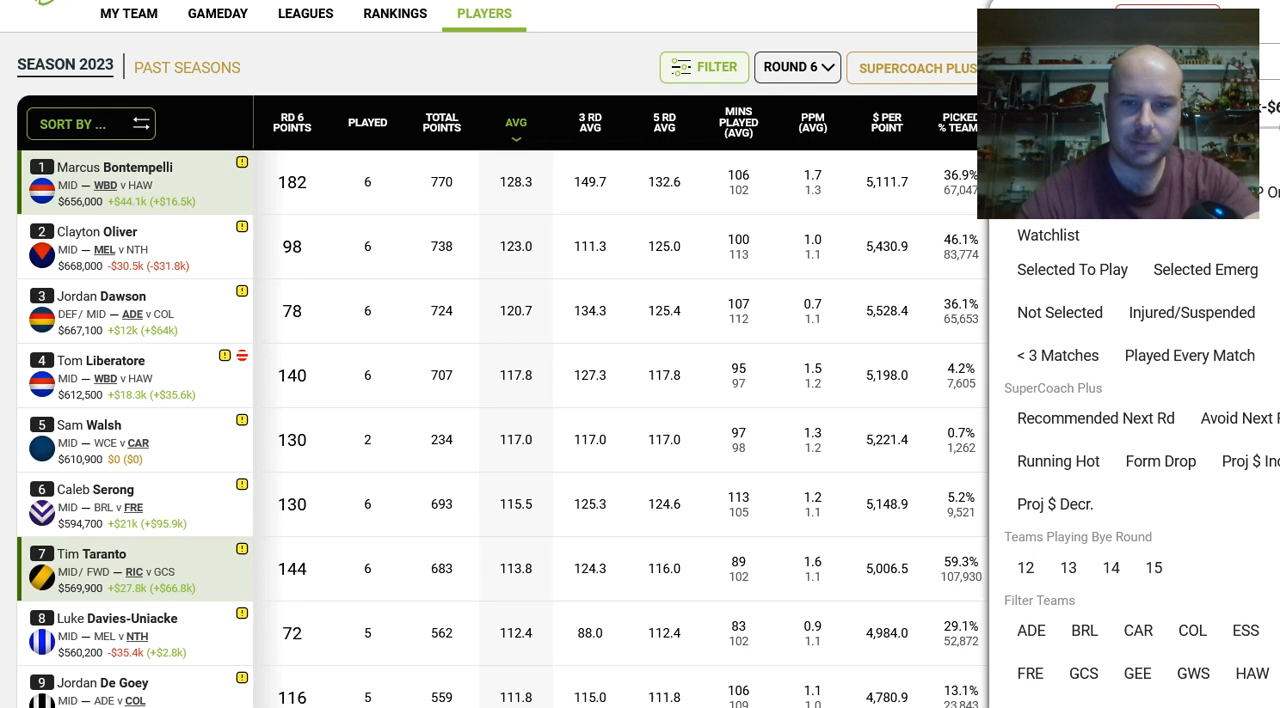 MY TEAM GAMEDAY LEAGUES RANKINGS PLAYERS
SEASON 2023 PAST SEASONS
FILTER ROUND 6 SUPERCOACH PLUS
SORT BY ... RD 6 POINTS PLAYED TOTAL POINTS AVG 3 RD AVG 5 RD AVG MINS PLAYED (AVG) PPM (AVG) $ PER POINT PICKED % TEAM
1 Marcus Bontempelli
MID — WBD v HAW
$656,000 +$44.1k (+$16.5k)
182 6 770 128.3 149.7 132.6 106 102 1.7 1.3 5,111.7 36.9% 67,047
2 Clayton Oliver
MID — MEL v NTH
$668,000 -$30.5k (-$31.8k)
98 6 738 123.0 111.3 125.0 100 113 1.0 1.1 5,430.9 46.1% 83,774
3 Jordan Dawson
DEF/ MID — ADE v COL
$667,100 +$12k (+$64k)
78 6 724 120.7 134.3 125.4 107 112 0.7 1.1 5,528.4 36.1% 65,653
4 Tom Liberatore
MID — WBD v HAW
$612,500 +$18.3k (+$35.6k)
140 6 707 117.8 127.3 117.8 95 97 1.5 1.2 5,198.0 4.2% 7,605
5 Sam Walsh
MID — WCE v CAR
$610,900 $0 ($0)
130 2 234 117.0 117.0 117.0 97 98 1.3 1.2 5,221.4 0.7% 1,262
6 Caleb Serong
MID — BRL v FRE
$594,700 +$21k (+$95.9k)
130 6 693 115.5 125.3 124.6 113 105 1.2 1.1 5,148.9 5.2% 9,521
7 Tim Taranto
MID/ FWD — RIC v GCS
$569,900 +$27.8k (+$66.8k)
144 6 683 113.8 124.3 116.0 89 102 1.6 1.1 5,006.5 59.3% 107,930
8 Luke Davies-Uniacke
MID — MEL v NTH
$560,200 -$35.4k (+$2.8k)
72 5 562 112.4 88.0 112.4 83 102 0.9 1.1 4,984.0 29.1% 52,872
9 Jordan De Goey
MID — ADE v COL
116 5 559 111.8 115.0 111.8 106 109 1.1 1.0 4,780.9 13.1% 23,843
Watchlist
Selected To Play Selected Emerg
Not Selected Injured/Suspended
< 3 Matches Played Every Match
SuperCoach Plus
Recommended Next Rd Avoid Next
Running Hot Form Drop Proj $ Inc
Proj $ Decr.
Teams Playing Bye Round
12 13 14 15
Filter Teams
ADE BRL CAR COL ESS
FRE GCS GEE GWS HAW